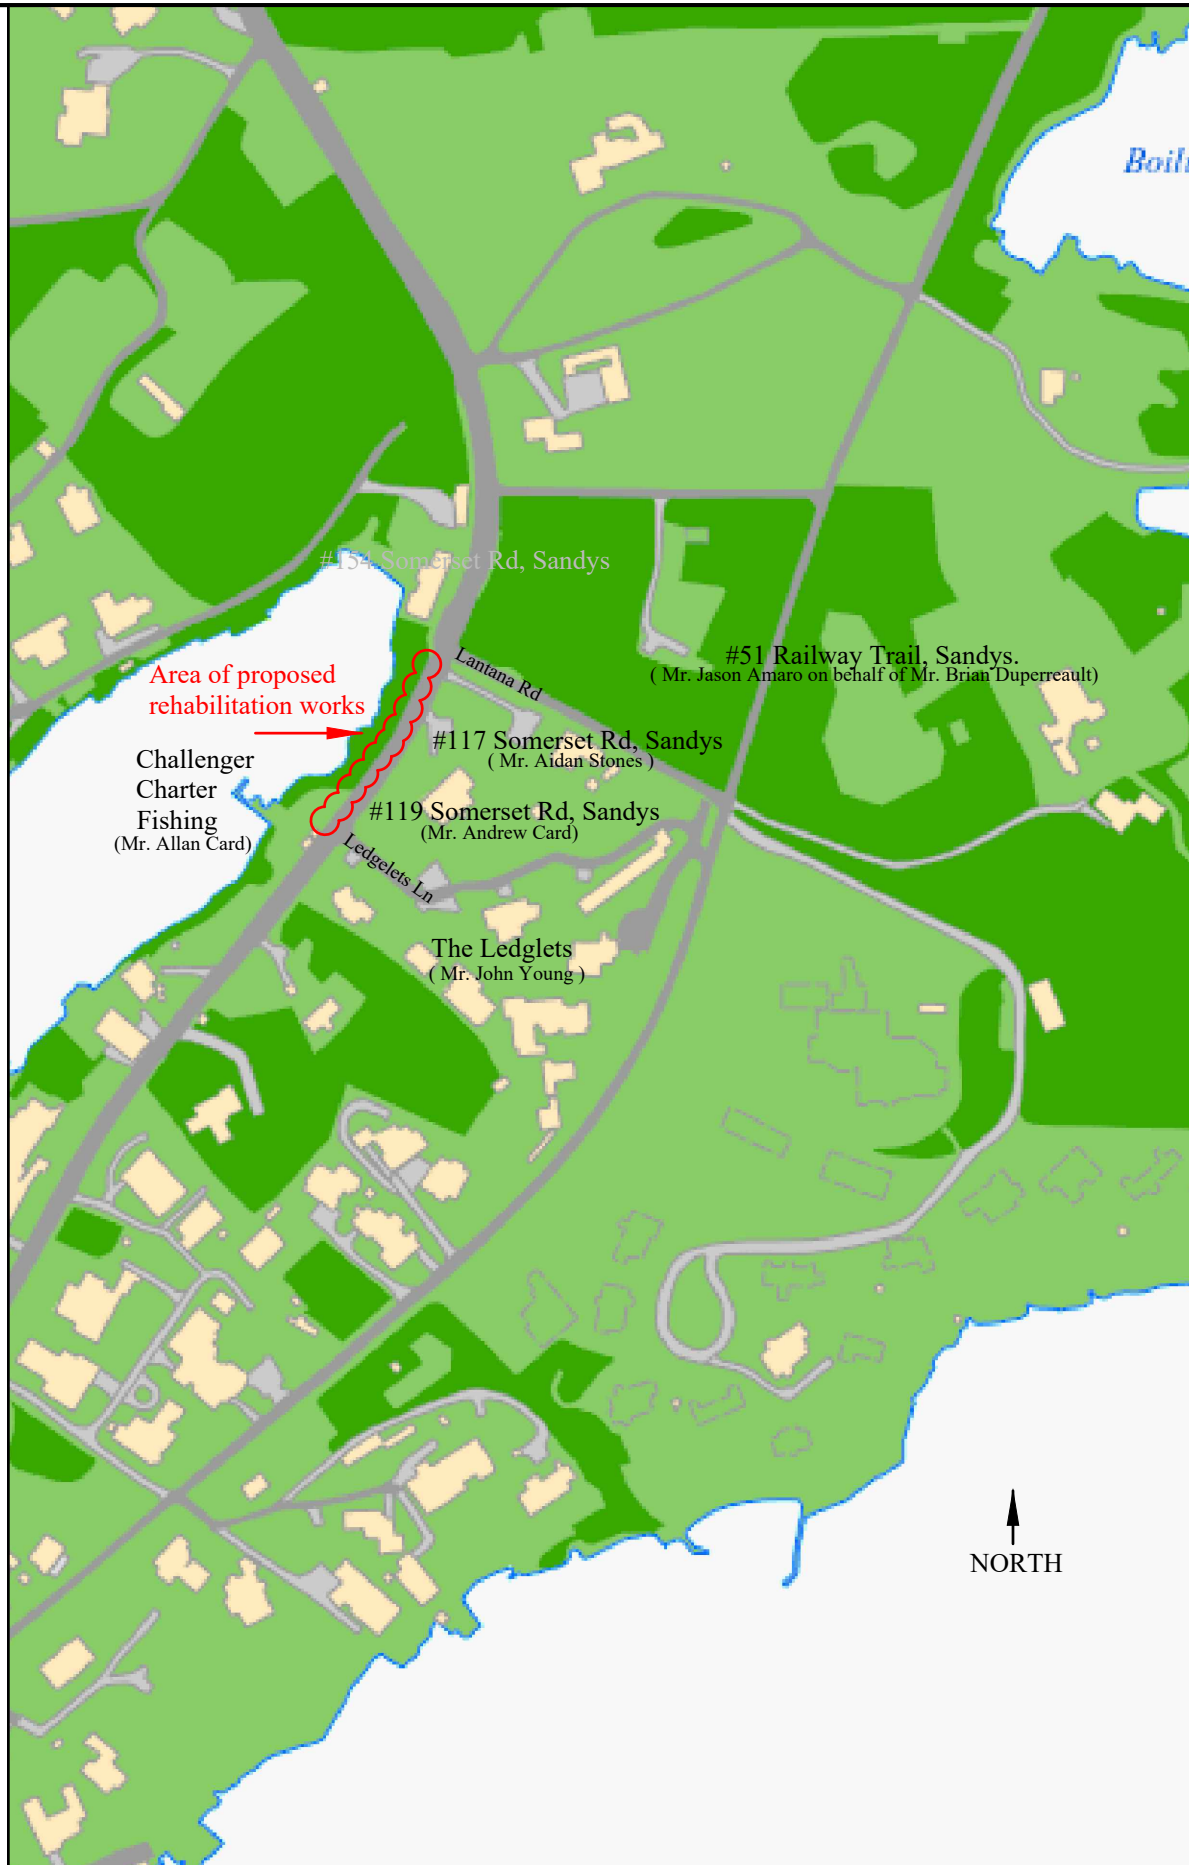 Boili
#154 Somerset Rd, Sandys
Lantana Rd
#51 Railway Trail, Sandys.
( Mr. Jason Amaro on behalf of Mr. Brian Duperreault)
Area of proposed
rehabilitation works
#117 Somerset Rd, Sandys
( Mr. Aidan Stones )
Challenger
Charter
Fishing
(Mr. Allan Card)
#119 Somerset Rd, Sandys
(Mr. Andrew Card)
Ledgelets Ln
The Ledglets
( Mr. John Young )
NORTH